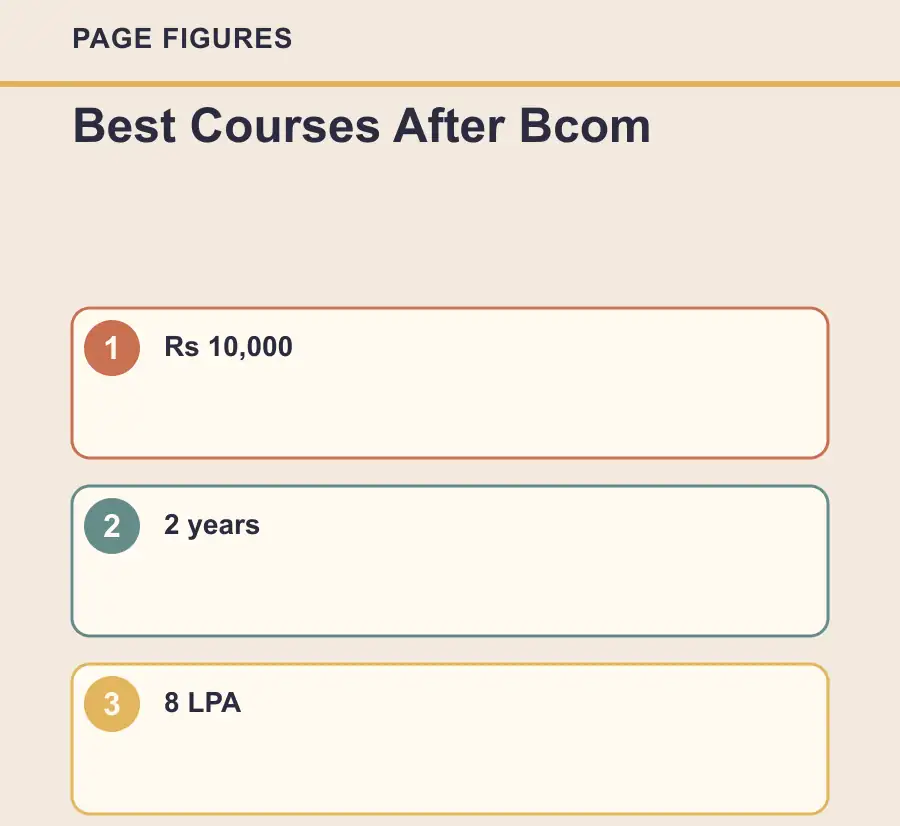 PAGE FIGURES
Best Courses After Bcom
1 Rs 10,000
2 2 years
3 8 LPA